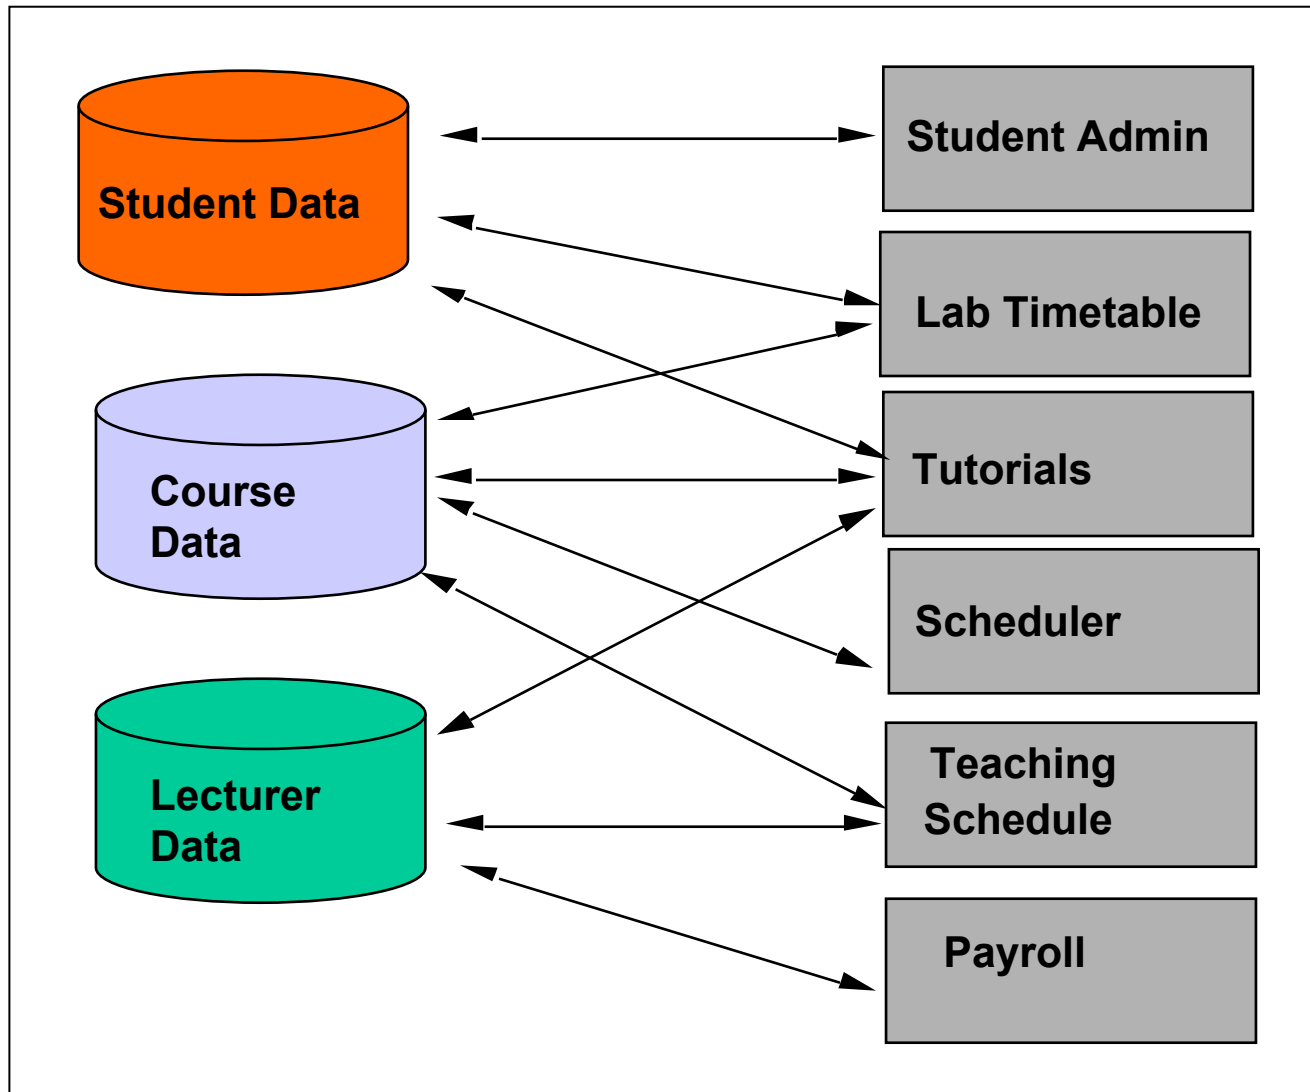 Student Data
Student Admin
Lab Timetable
Course
Data
Tutorials
Scheduler
Lecturer
Data
Teaching
Schedule
Payroll